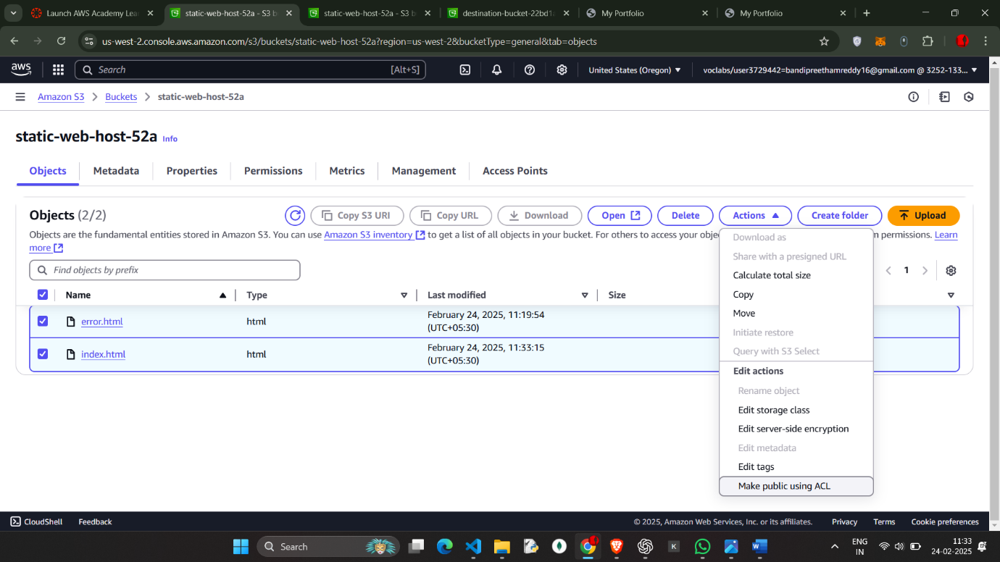 Launch AWS Academy Lea
static-web-host-52a - S3 b
static-web-host-52a - S3 b
destination-bucket-22bd1a
My Portfolio
My Portfolio
us-west-2.console.aws.amazon.com/s3/buckets/static-web-host-52a?region=us-west-2&bucketType=general&tab=objects
aws
Search
[Alt+S]
United States (Oregon)
voclabs/user3729442=bandipreethamreddy16@gmail.com @ 3252-133...
Amazon S3
Buckets
static-web-host-52a
static-web-host-52a Info
Objects
Metadata
Properties
Permissions
Metrics
Management
Access Points
Objects (2/2)
Copy S3 URI
Copy URL
Download
Open
Delete
Actions
Create folder
Upload
Objects are the fundamental entities stored in Amazon S3. You can use Amazon S3 inventory to get a list of all objects in your bucket. For others to access your objec
m permissions. Learn
more
Find objects by prefix
1
Name
Type
Last modified
Size
error.html
html
February 24, 2025, 11:19:54
(UTC+05:30)
index.html
html
February 24, 2025, 11:33:15
(UTC+05:30)
Download as
Share with a presigned URL
Calculate total size
Copy
Move
Initiate restore
Query with S3 Select
Edit actions
Rename object
Edit storage class
Edit server-side encryption
Edit metadata
Edit tags
Make public using ACL
CloudShell
Feedback
© 2025, Amazon Web Services, Inc. or its affiliates.
Privacy
Terms
Cookie preferences
Search
K
ENG
IN
11:33
24-02-2025